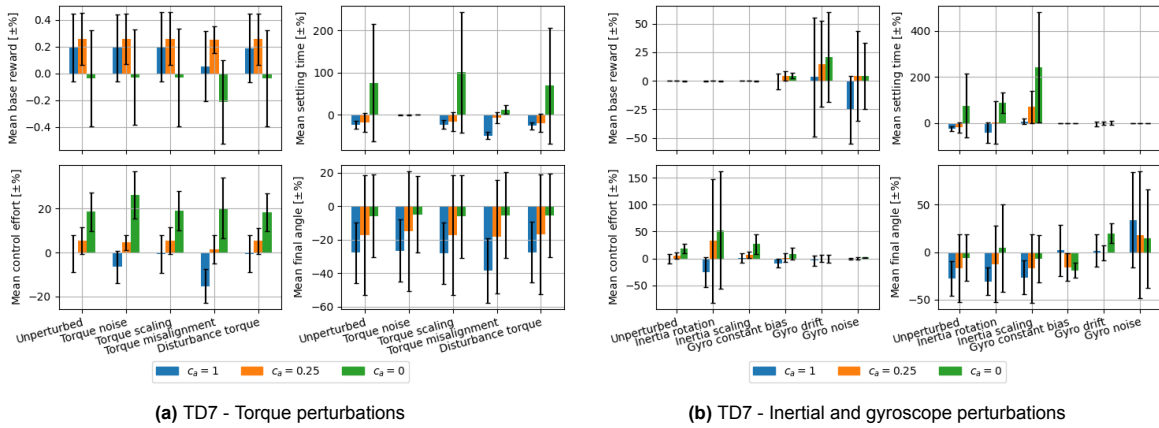 Mean base reward [±%]
0.4
0.2
0.0
−0.2
−0.4
Mean settling time [±%]
200
100
0
Mean control effort [±%]
20
0
−20
Mean final angle [±%]
20
0
−20
−40
−60
Unperturbed
Torque noise
Torque scaling
Torque misalignment
Disturbance torque
Unperturbed
Torque noise
Torque scaling
Torque misalignment
Disturbance torque
c_a = 1
c_a = 0.25
c_a = 0
(a) TD7 - Torque perturbations
Mean base reward [±%]
50
25
0
−25
−50
Mean settling time [±%]
400
200
0
Mean control effort [±%]
150
100
50
0
−50
Mean final angle [±%]
50
0
−50
Unperturbed
Inertia rotation
Inertia scaling
Gyro constant bias
Gyro drift
Gyro noise
Unperturbed
Inertia rotation
Inertia scaling
Gyro constant bias
Gyro drift
Gyro noise
c_a = 1
c_a = 0.25
c_a = 0
(b) TD7 - Inertial and gyroscope perturbations